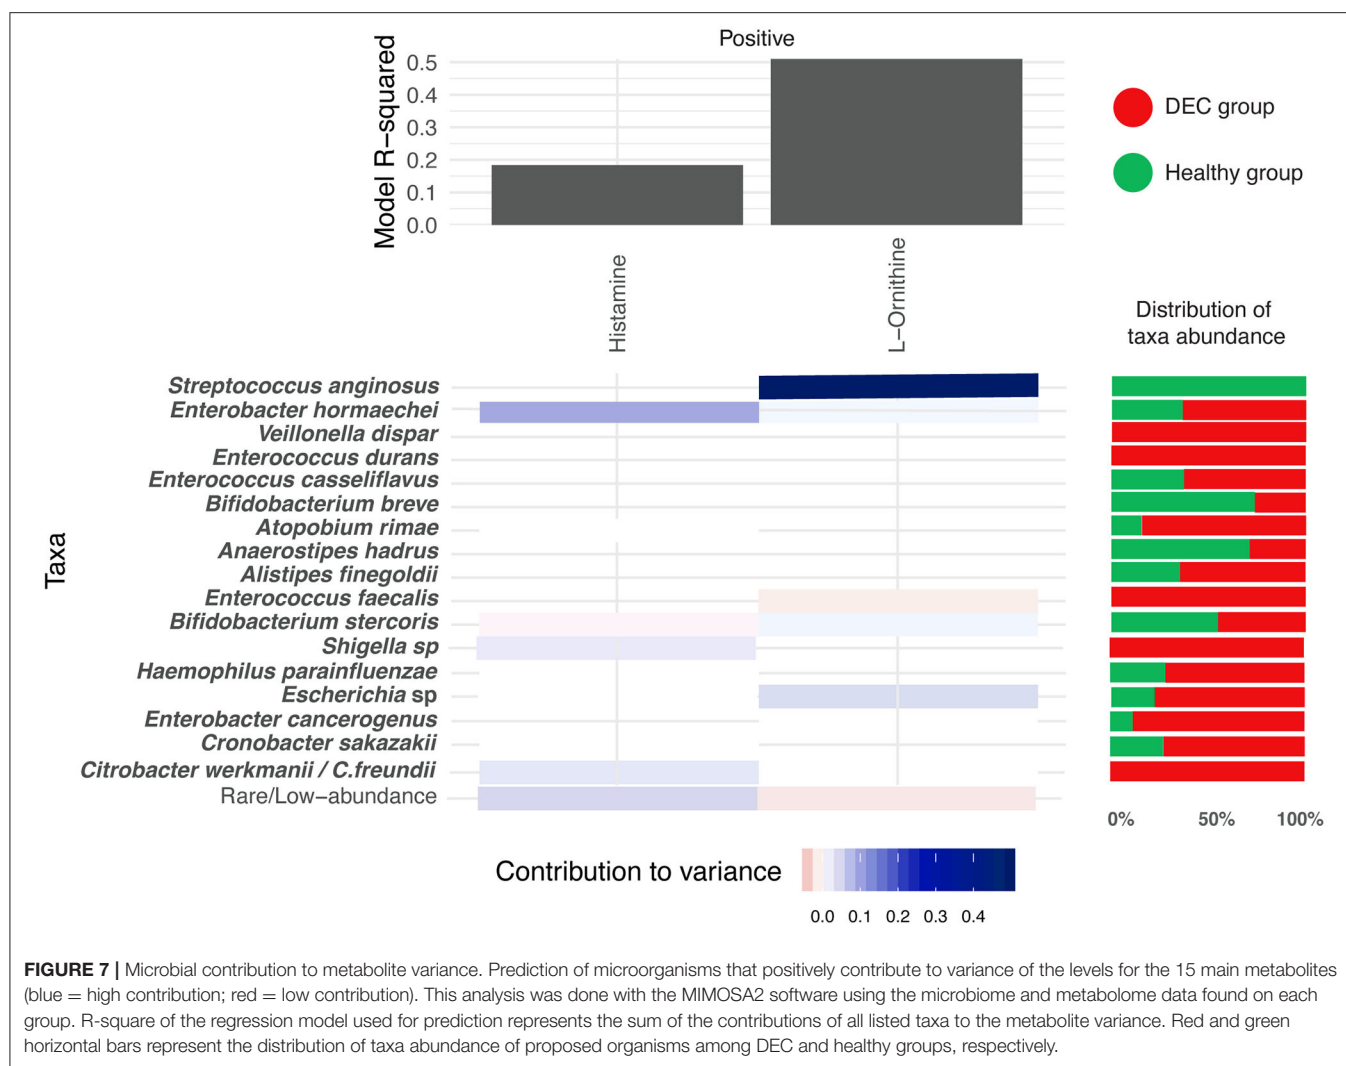 Positive
Model R−squared
0.5
0.4
0.3
0.2
0.1
0.0
DEC group
Healthy group
Histamine
L−Ornithine
Distribution of
taxa abundance
Taxa
Streptococcus anginosus
Enterobacter hormaechei
Veillonella dispar
Enterococcus durans
Enterococcus casseliflavus
Bifidobacterium breve
Atopobium rimae
Anaerostipes hadrus
Alistipes finegoldii
Enterococcus faecalis
Bifidobacterium stercoris
Shigella sp
Haemophilus parainfluenzae
Escherichia sp
Enterobacter cancerogenus
Cronobacter sakazakii
Citrobacter werkmanii / C.freundii
Rare/Low−abundance
0% 50% 100%
Contribution to variance
0.0 0.1 0.2 0.3 0.4
FIGURE 7 | Microbial contribution to metabolite variance. Prediction of microorganisms that positively contribute to variance of the levels for the 15 main metabolites
(blue = high contribution; red = low contribution). This analysis was done with the MIMOSA2 software using the microbiome and metabolome data found on each
group. R-square of the regression model used for prediction represents the sum of the contributions of all listed taxa to the metabolite variance. Red and green
horizontal bars represent the distribution of taxa abundance of proposed organisms among DEC and healthy groups, respectively.